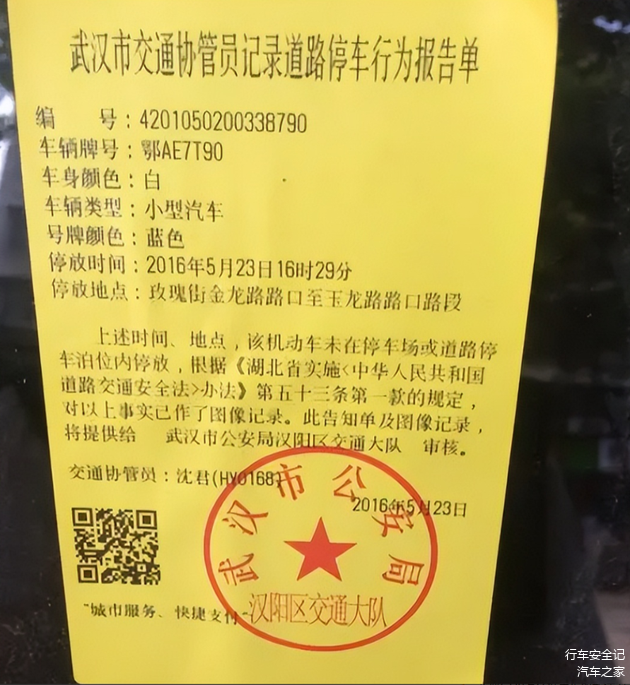 武汉市交通协管员记录道路停车行为报告单
编 号：4201050200338790
车辆牌号：鄂AE7T90
车身颜色：白
车辆类型：小型汽车
号牌颜色：蓝色
停放时间：2016年5月23日16时29分
停放地点：玫瑰街金龙路路口至玉龙路路口路段
上述时间、地点，该机动车未在停车场或道路停
车泊位内停放，根据《湖北省实施<中华人民共和国
道路交通安全法>办法》第五十三条第一款的规定，
对以上事实已作了图像记录。此告知单及图像记录，
将提供给 武汉市公安局汉阳区交通大队 审核。
交通协管员：沈君(HY0168)
2016年5月23日
武汉市公安局
汉阳区交通大队
"城市服务、快捷支付"
行车安全记
汽车之家